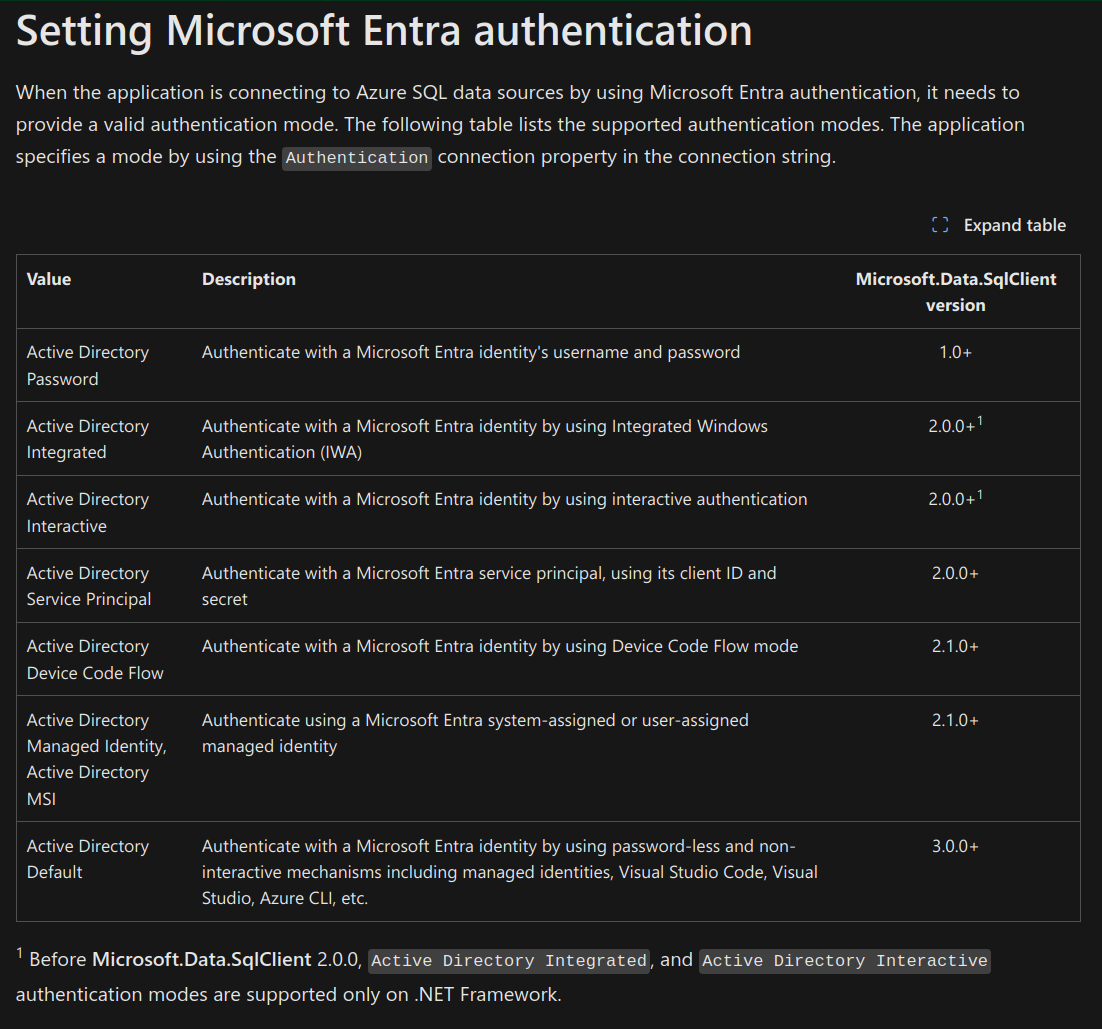 Setting Microsoft Entra authentication
When the application is connecting to Azure SQL data sources by using Microsoft Entra authentication, it needs to
provide a valid authentication mode. The following table lists the supported authentication modes. The application
specifies a mode by using the Authentication connection property in the connection string.
Expand table
Value Description Microsoft.Data.SqlClient
version
Active Directory Authenticate with a Microsoft Entra identity's username and password 1.0+
Password
Active Directory Authenticate with a Microsoft Entra identity by using Integrated Windows 2.0.0+1
Integrated Authentication (IWA)
Active Directory Authenticate with a Microsoft Entra identity by using interactive authentication 2.0.0+1
Interactive
Active Directory Authenticate with a Microsoft Entra service principal, using its client ID and 2.0.0+
Service Principal secret
Active Directory Authenticate with a Microsoft Entra identity by using Device Code Flow mode 2.1.0+
Device Code Flow
Active Directory Authenticate using a Microsoft Entra system-assigned or user-assigned 2.1.0+
Managed Identity, managed identity
Active Directory
MSI
Active Directory Authenticate with a Microsoft Entra identity by using password-less and non- 3.0.0+
Default interactive mechanisms including managed identities, Visual Studio Code, Visual
Studio, Azure CLI, etc.
1 Before Microsoft.Data.SqlClient 2.0.0, Active Directory Integrated, and Active Directory Interactive
authentication modes are supported only on .NET Framework.